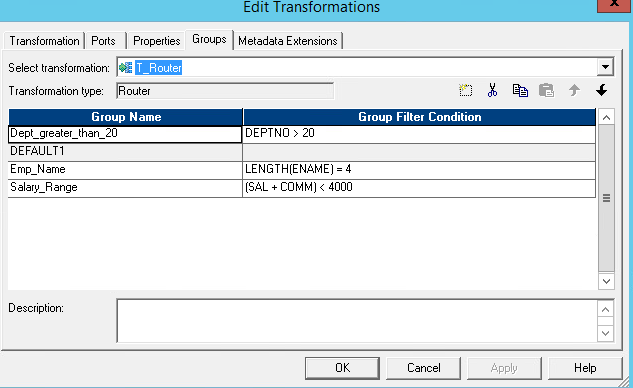 Edit Transformations
x
Transformation Ports Properties Groups Metadata Extensions
Select transformation: T_Router
Transformation type: Router
Group Name Group Filter Condition
Dept_greater_than_20 DEPTNO > 20
DEFAULT1
Emp_Name LENGTH(ENAME) = 4
Salary_Range (SAL + COMM) < 4000
Description:
OK Cancel Apply Help